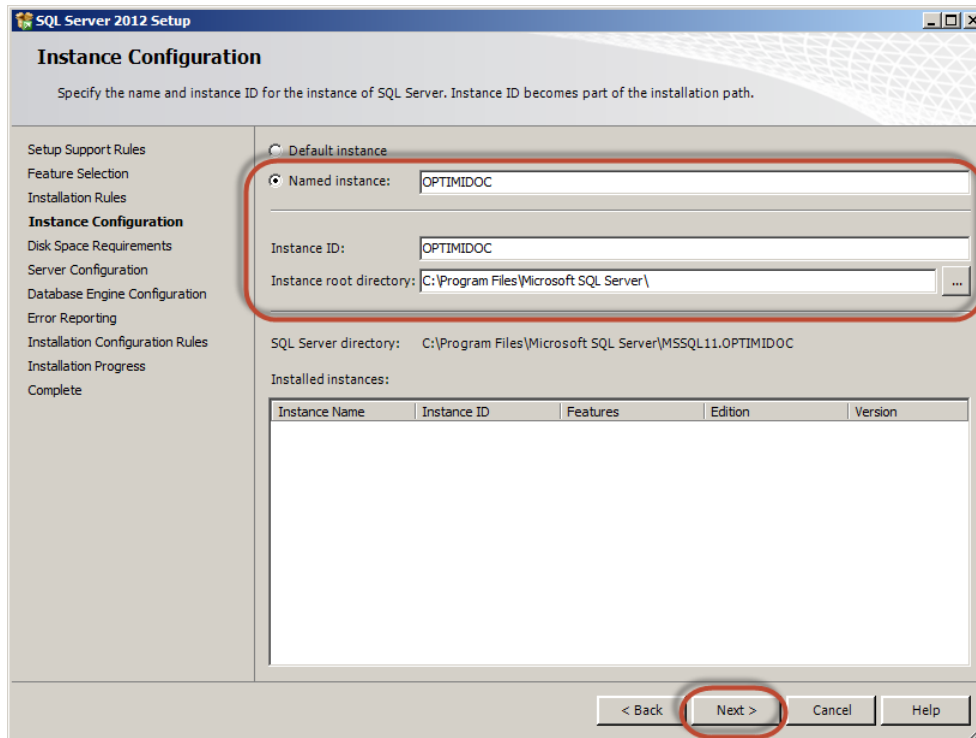 SQL Server 2012 Setup
Instance Configuration
Specify the name and instance ID for the instance of SQL Server. Instance ID becomes part of the installation path.
Setup Support Rules
Feature Selection
Installation Rules
Instance Configuration
Disk Space Requirements
Server Configuration
Database Engine Configuration
Error Reporting
Installation Configuration Rules
Installation Progress
Complete
Default instance
Named instance: OPTIMIDOC
Instance ID: OPTIMIDOC
Instance root directory: C:\Program Files\Microsoft SQL Server\ ...
SQL Server directory: C:\Program Files\Microsoft SQL Server\MSSQL11.OPTIMIDOC
Installed instances:
Instance Name Instance ID Features Edition Version
< Back Next > Cancel Help